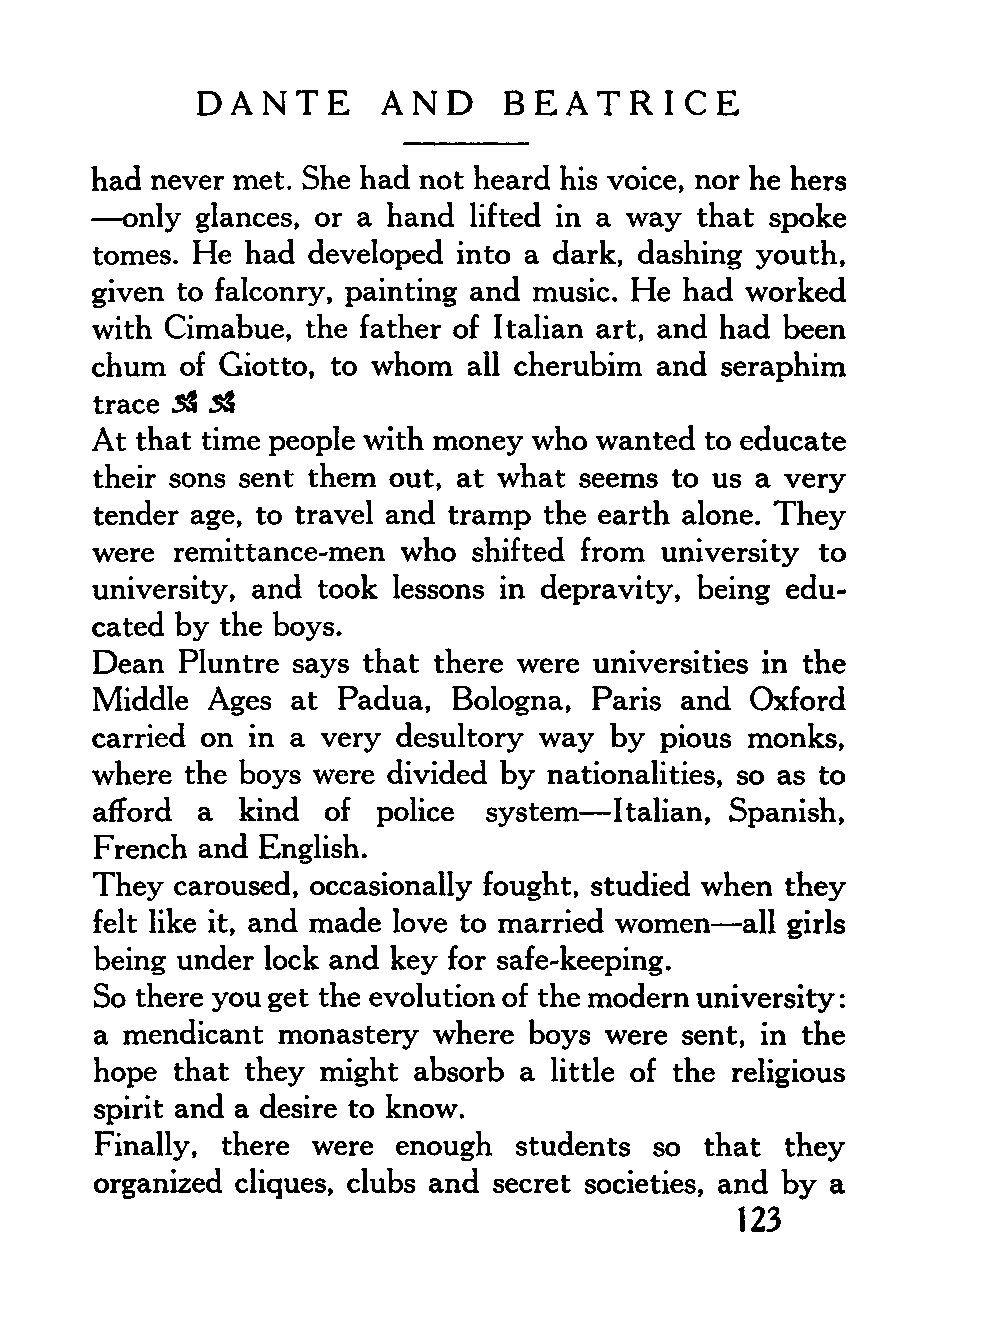 DANTE AND BEATRICE
had never met. She had not heard his voice, nor he hers
—only glances, or a hand lifted in a way that spoke
tomes. He had developed into a dark, dashing youth,
given to falconry, painting and music. He had worked
with Cimabue, the father of Italian art, and had been
chum of Giotto, to whom all cherubim and seraphim
trace
At that time people with money who wanted to educate
their sons sent them out, at what seems to us a very
tender age, to travel and tramp the earth alone. They
were remittance-men who shifted from university to
university, and took lessons in depravity, being edu-
cated by the boys.
Dean Pluntre says that there were universities in the
Middle Ages at Padua, Bologna, Paris and Oxford
carried on in a very desultory way by pious monks,
where the boys were divided by nationalities, so as to
afford a kind of police system—Italian, Spanish,
French and English.
They caroused, occasionally fought, studied when they
felt like it, and made love to married women—all girls
being under lock and key for safe-keeping.
So there you get the evolution of the modern university:
a mendicant monastery where boys were sent, in the
hope that they might absorb a little of the religious
spirit and a desire to know.
Finally, there were enough students so that they
organized cliques, clubs and secret societies, and by a
123